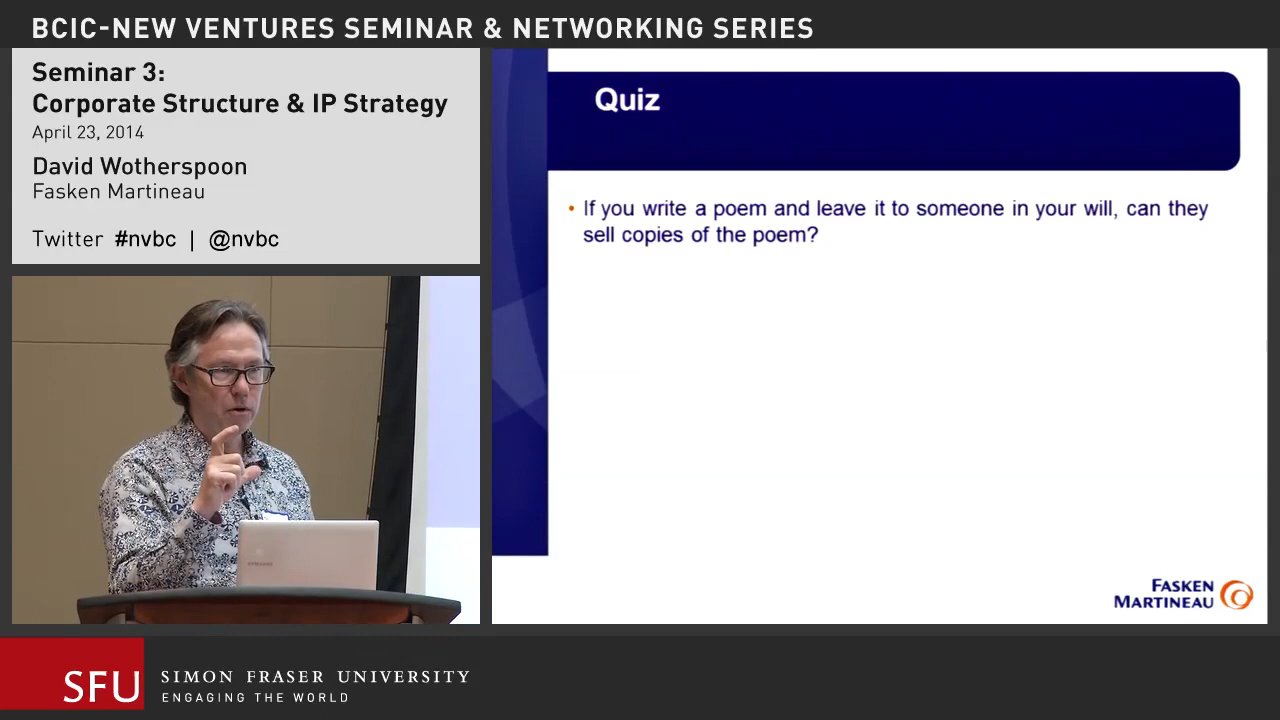 BCIC-NEW VENTURES SEMINAR & NETWORKING SERIES
Seminar 3:
Corporate Structure & IP Strategy
April 23, 2014
David Wotherspoon
Fasken Martineau
Twitter #nvbc | @nvbc
Quiz
• If you write a poem and leave it to someone in your will, can they
sell copies of the poem?
SAMSUNG
FASKEN
MARTINEAU
SFU
SIMON FRASER UNIVERSITY
ENGAGING THE WORLD